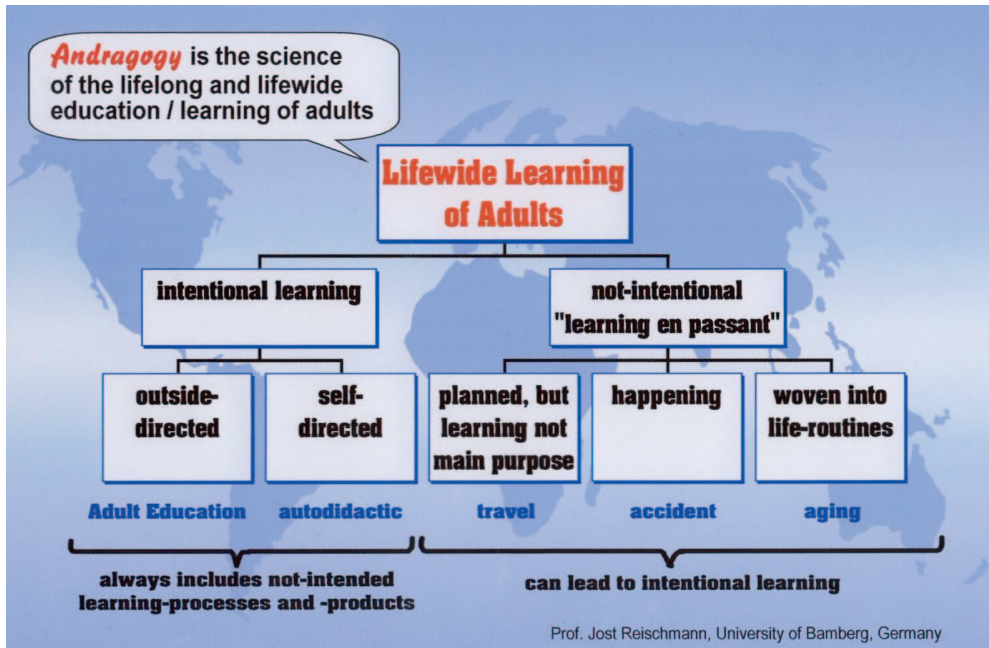 Andragogy is the science
of the lifelong and lifewide
education / learning of adults
Lifewide Learning
of Adults
intentional learning
not-intentional
"learning en passant"
outside-
directed
self-
directed
planned, but
learning not
main purpose
happening
woven into
life-routines
Adult Education
autodidactic
travel
accident
aging
always includes not-intended
learning-processes and -products
can lead to intentional learning
Prof. Jost Reischmann, University of Bamberg, Germany